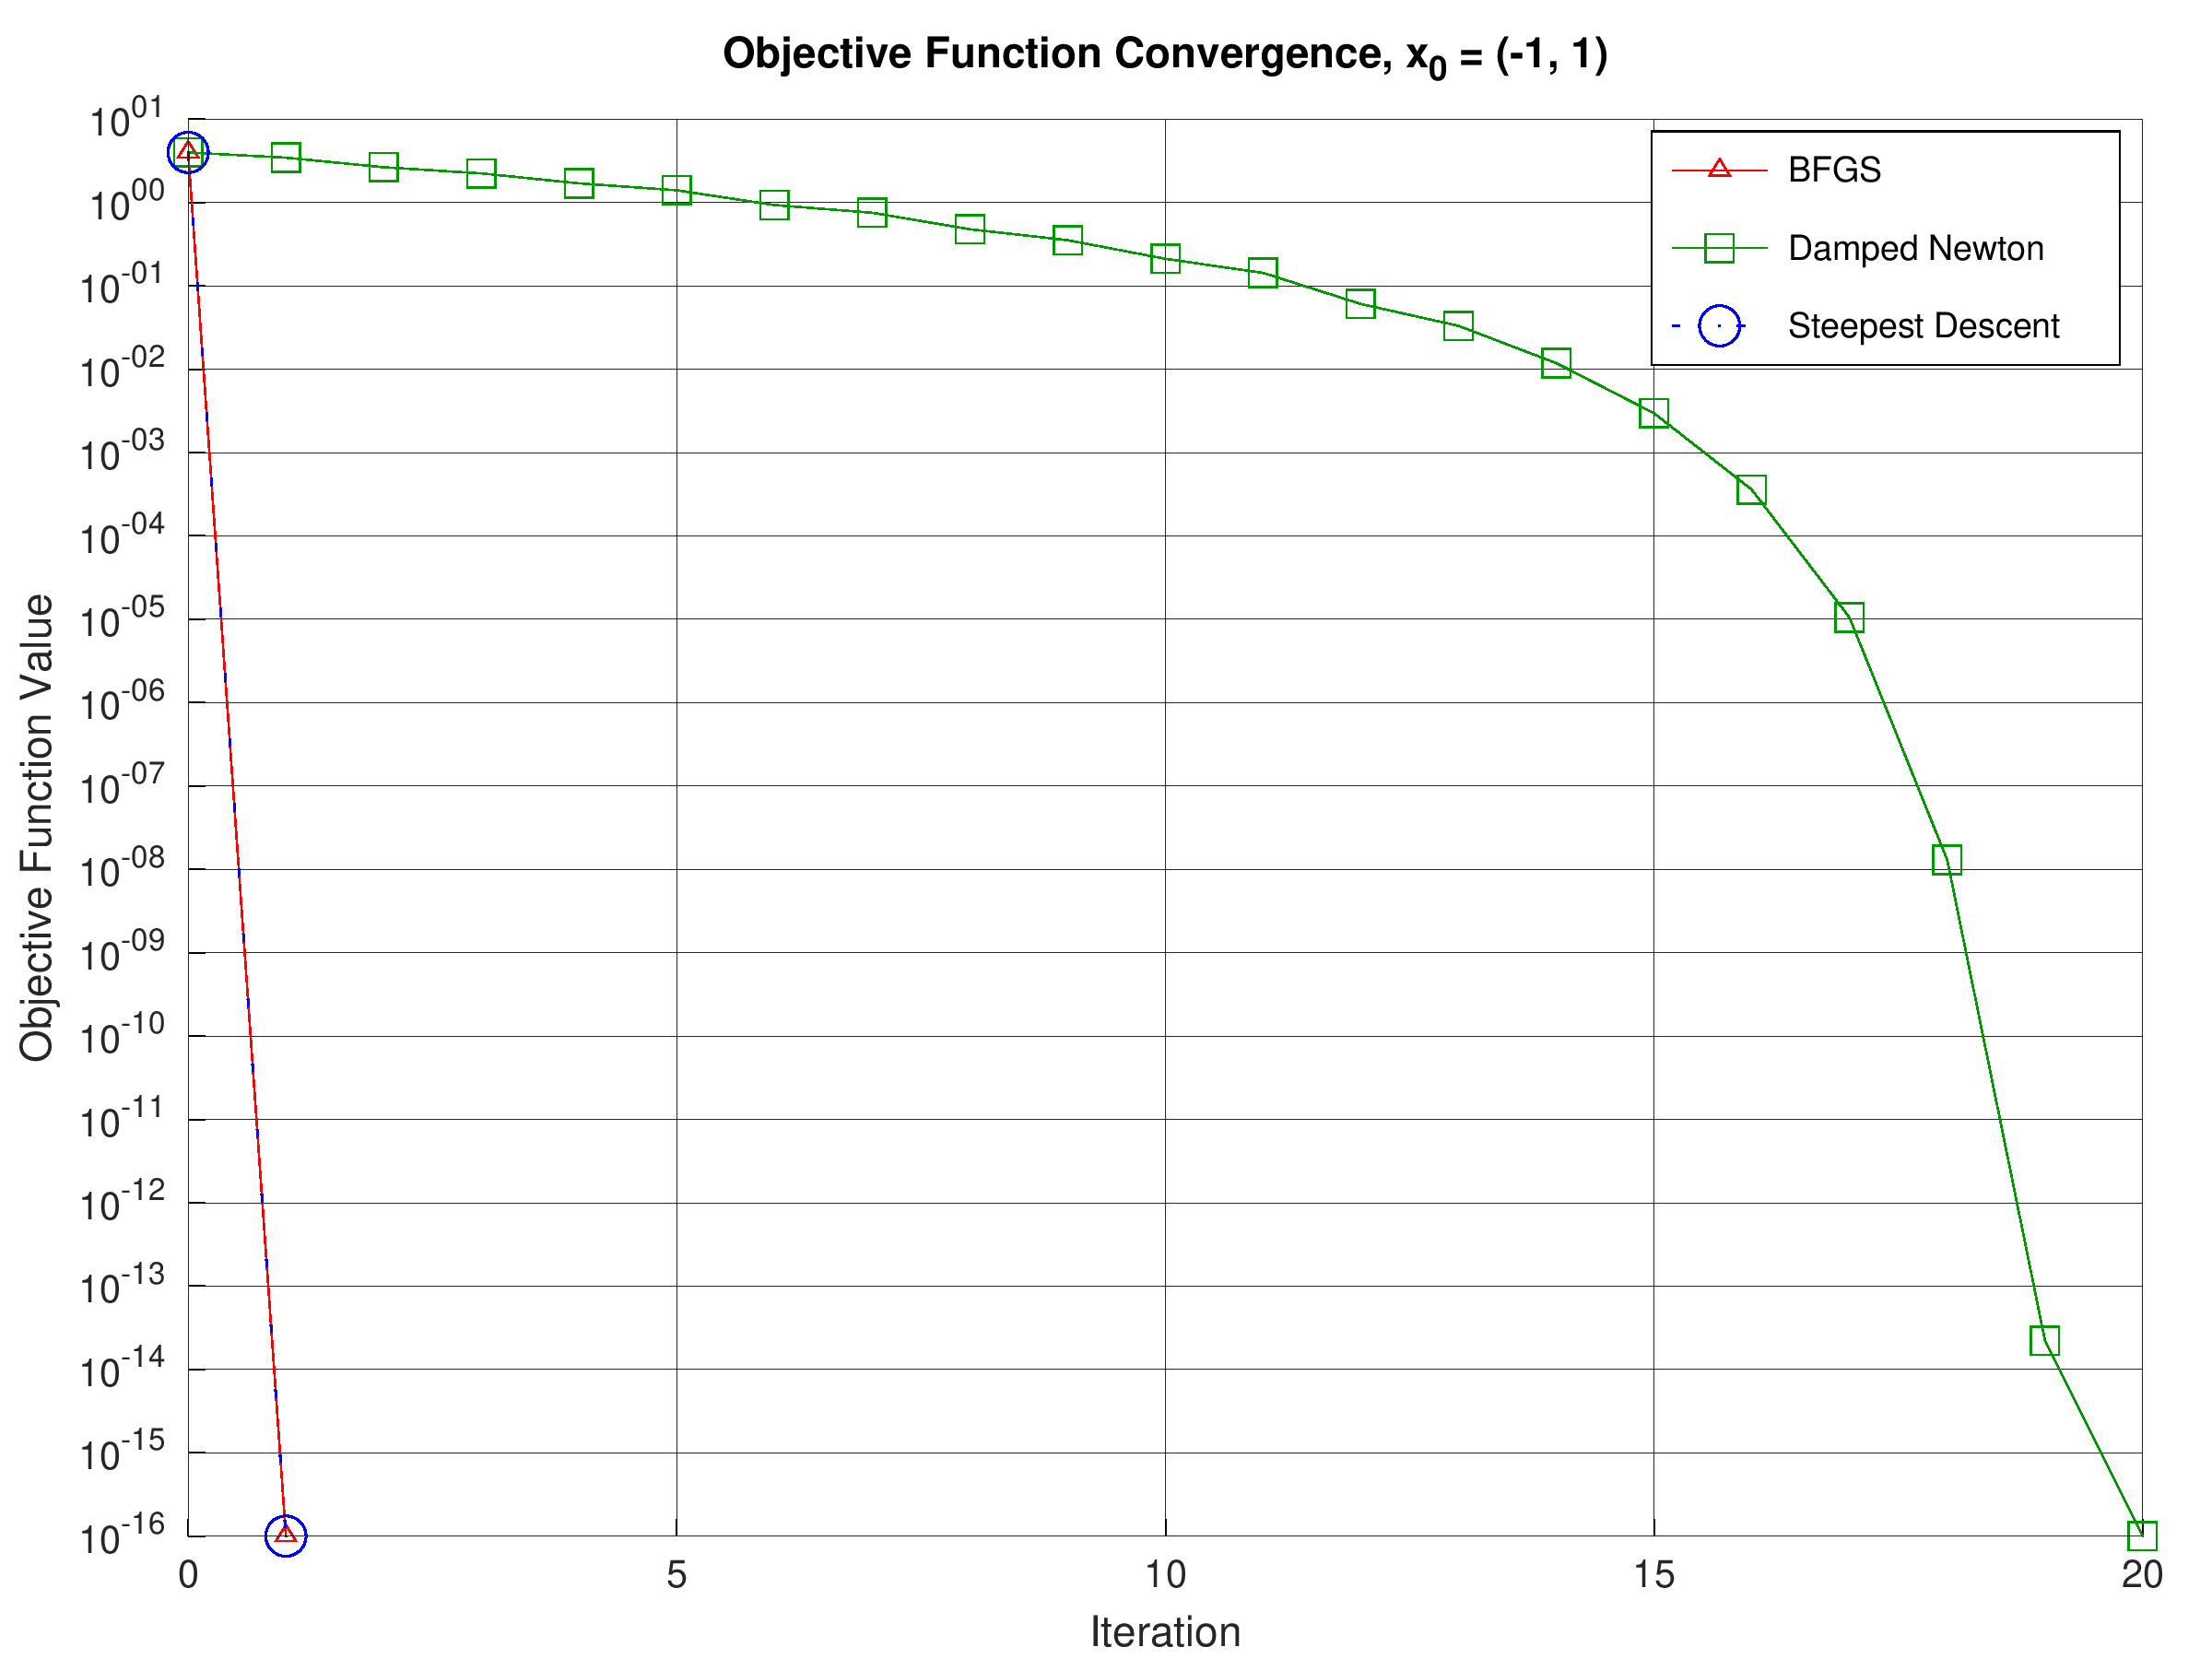 Objective Function Convergence, x0 = (-1, 1)
10^01
10^00
10^-01
10^-02
10^-03
10^-04
10^-05
10^-06
10^-07
10^-08
10^-09
10^-10
10^-11
10^-12
10^-13
10^-14
10^-15
10^-16
Objective Function Value
BFGS
Damped Newton
Steepest Descent
0 5 10 15 20
Iteration